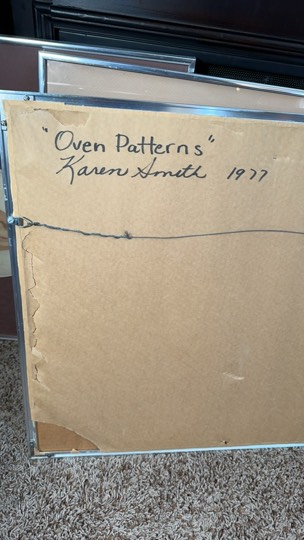 "Oven Patterns"
Karen Smith 1977